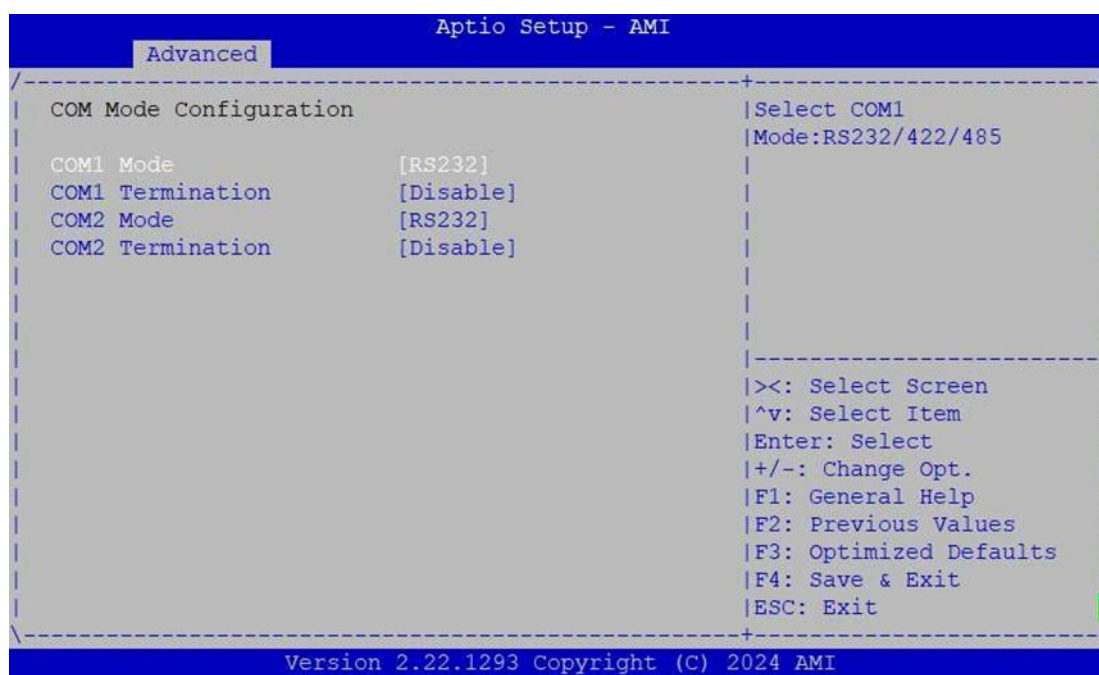 Aptio Setup - AMI
Advanced
COM Mode Configuration
COM1 Mode [RS232]
COM1 Termination [Disable]
COM2 Mode [RS232]
COM2 Termination [Disable]
Select COM1
Mode:RS232/422/485
><: Select Screen
^v: Select Item
Enter: Select
+/-: Change Opt.
F1: General Help
F2: Previous Values
F3: Optimized Defaults
F4: Save & Exit
ESC: Exit
Version 2.22.1293 Copyright (C) 2024 AMI